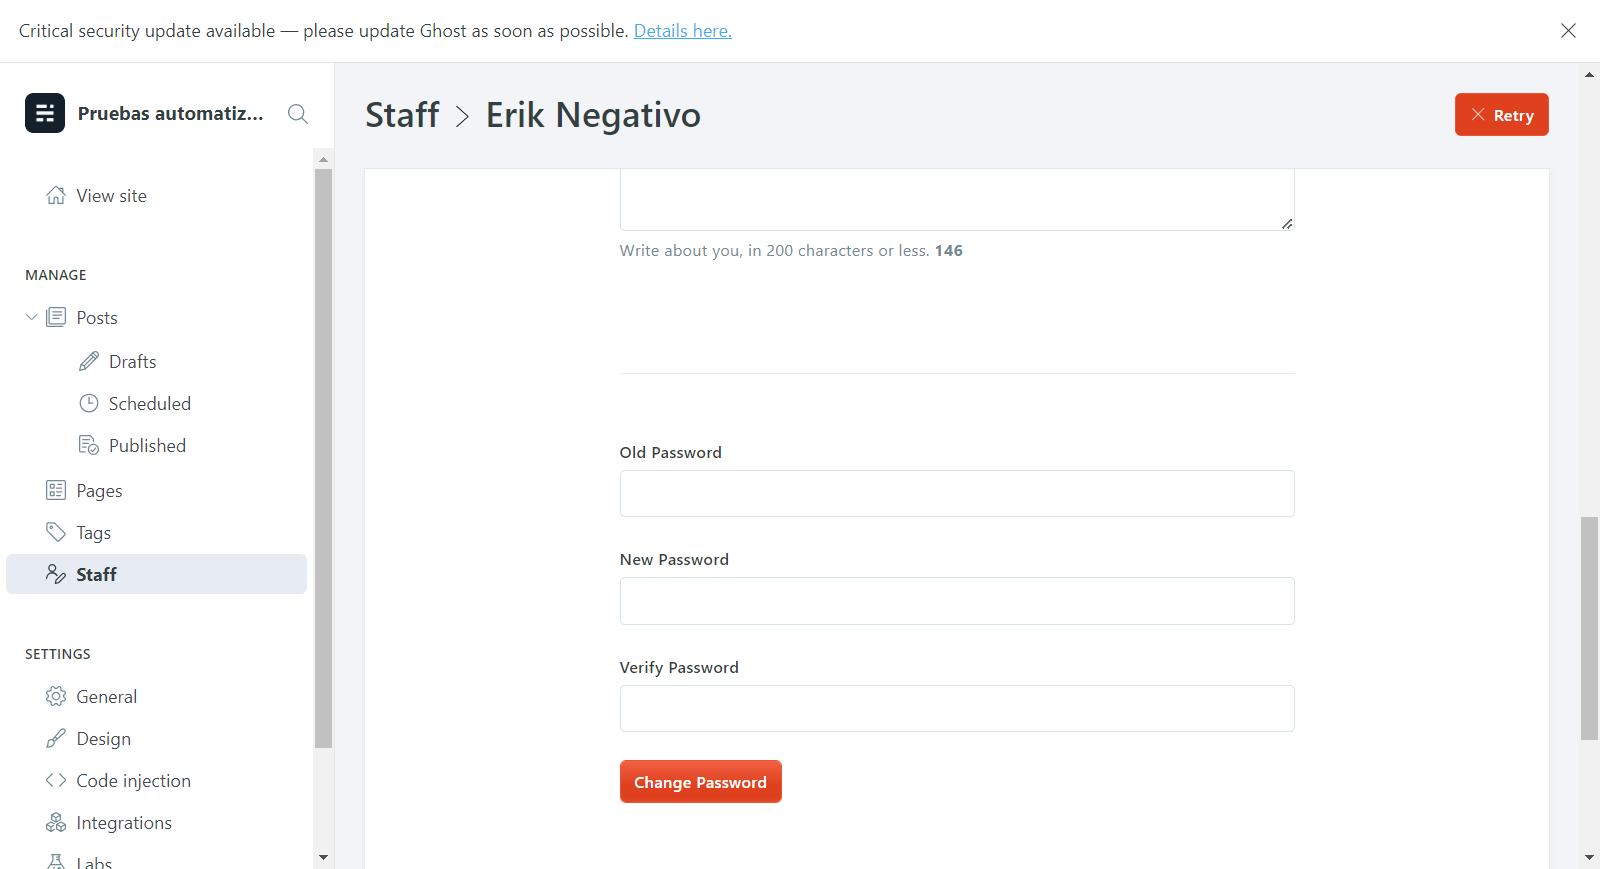 Critical security update available — please update Ghost as soon as possible. Details here.
Pruebas automatiz...
View site
MANAGE
Posts
Drafts
Scheduled
Published
Pages
Tags
Staff
SETTINGS
General
Design
Code injection
Integrations
Labs
Staff > Erik Negativo
Retry
Write about you, in 200 characters or less. 146
Old Password
New Password
Verify Password
Change Password